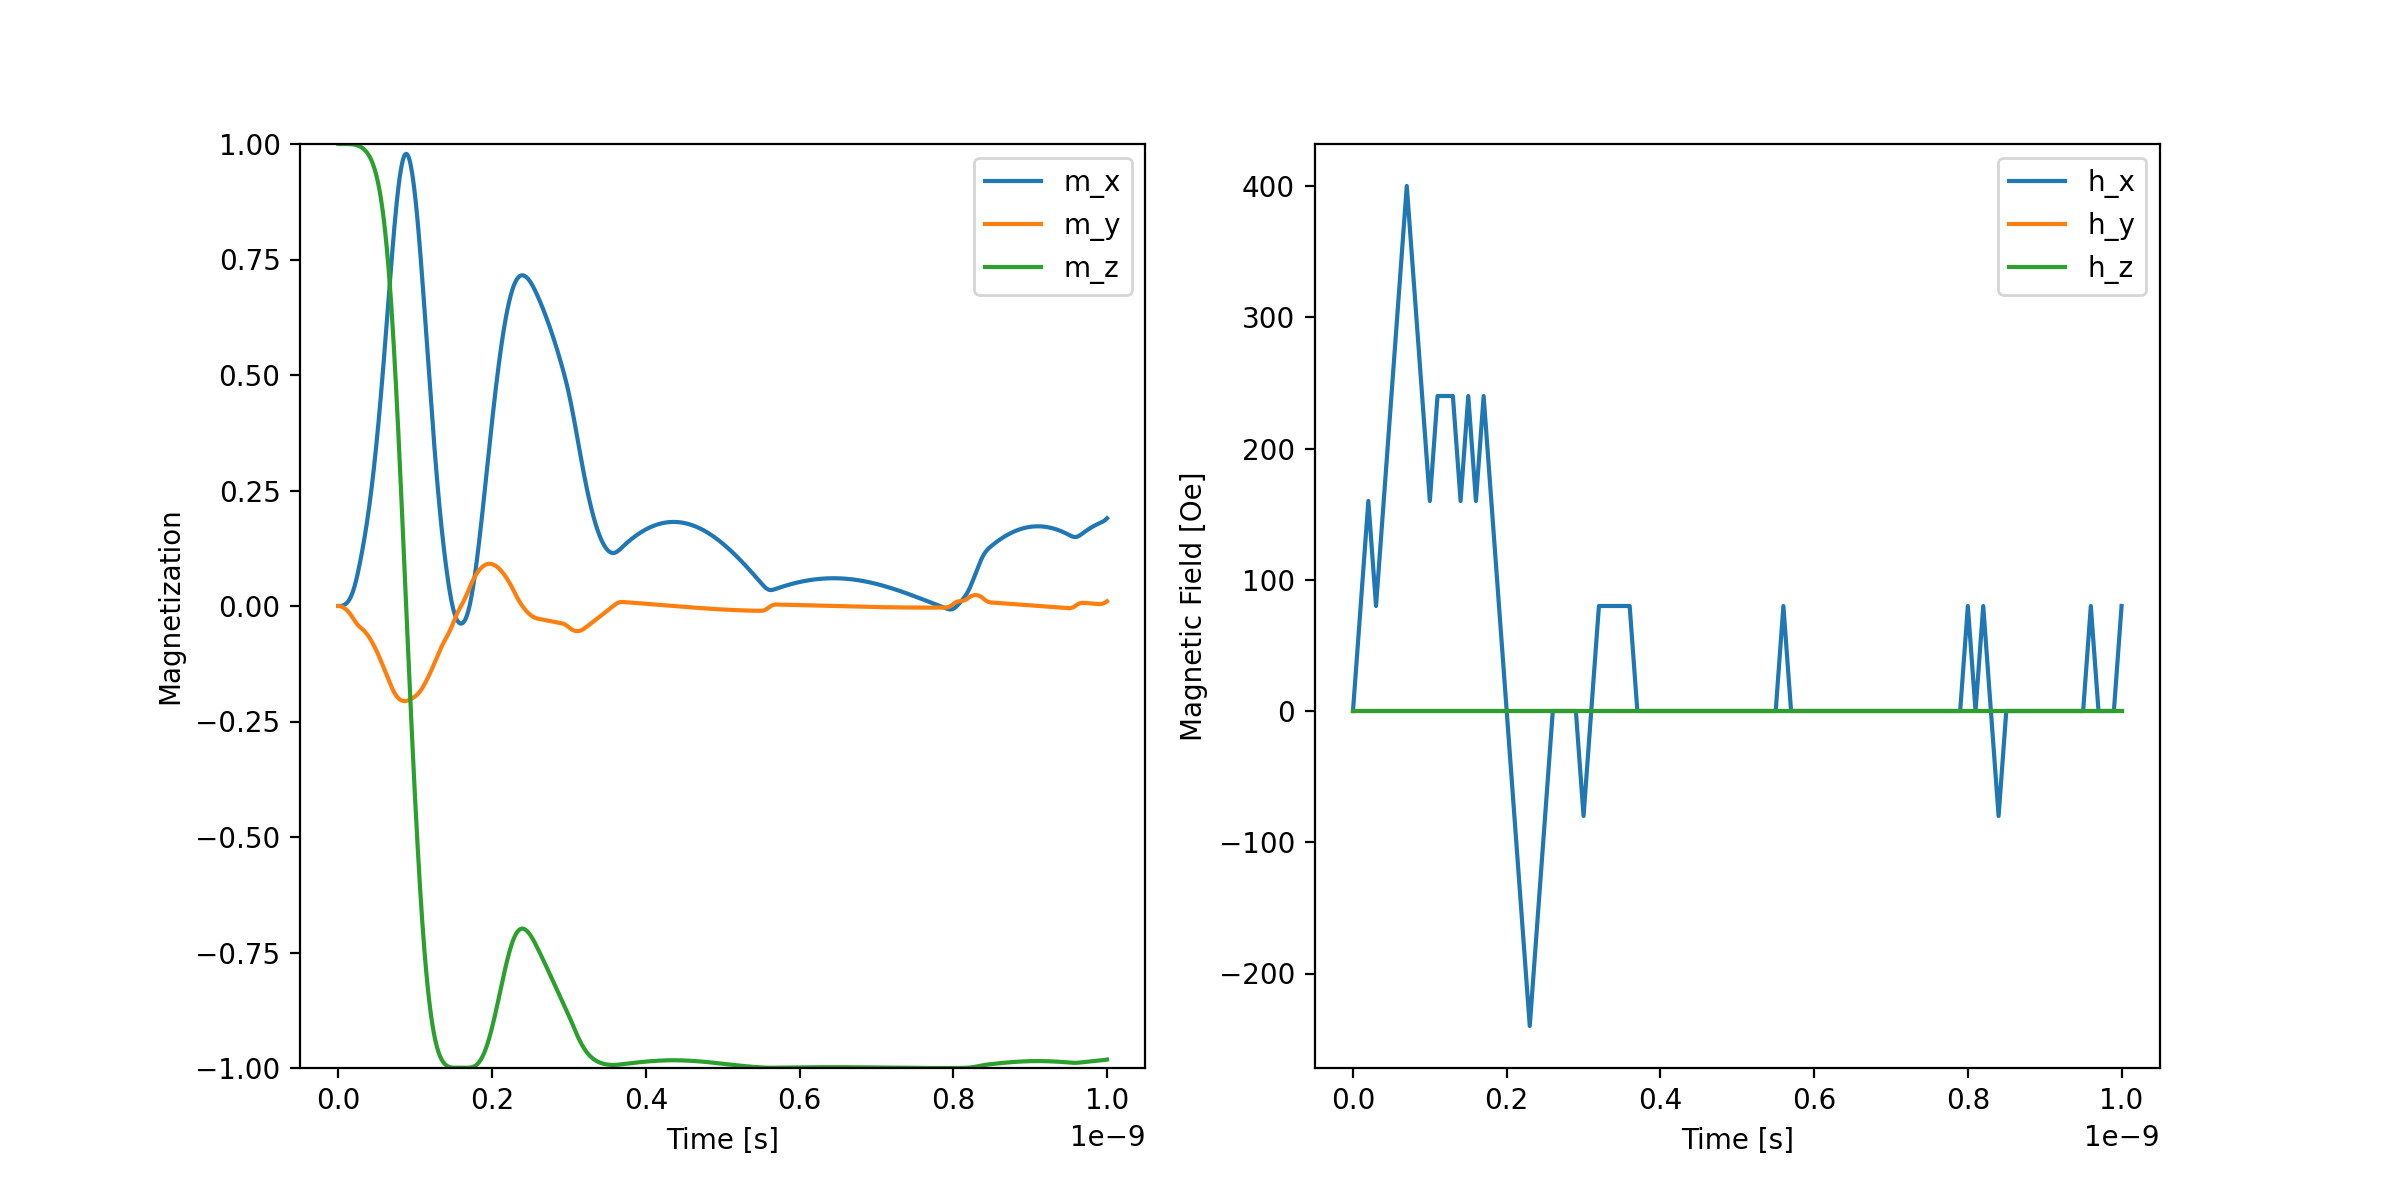 1.00
0.75
0.50
0.25
0.00
−0.25
−0.50
−0.75
−1.00
Magnetization
m_x
m_y
m_z
0.0 0.2 0.4 0.6 0.8 1.0
Time [s]
1e−9
400
300
200
100
0
−100
−200
Magnetic Field [Oe]
h_x
h_y
h_z
0.0 0.2 0.4 0.6 0.8 1.0
Time [s]
1e−9